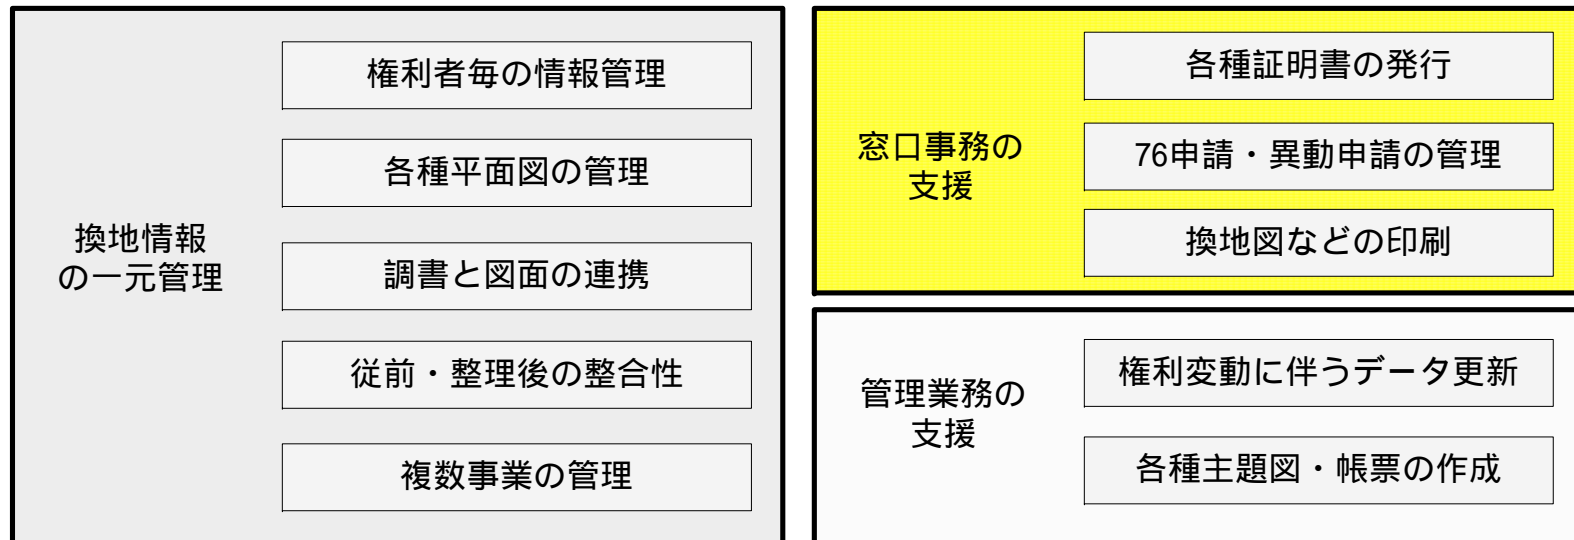 換地情報
の一元管理
権利者毎の情報管理
各種平面図の管理
調書と図面の連携
従前・整理後の整合性
複数事業の管理
窓口事務の
支援
各種証明書の発行
76申請・異動申請の管理
換地図などの印刷
管理業務の
支援
権利変動に伴うデータ更新
各種主題図・帳票の作成